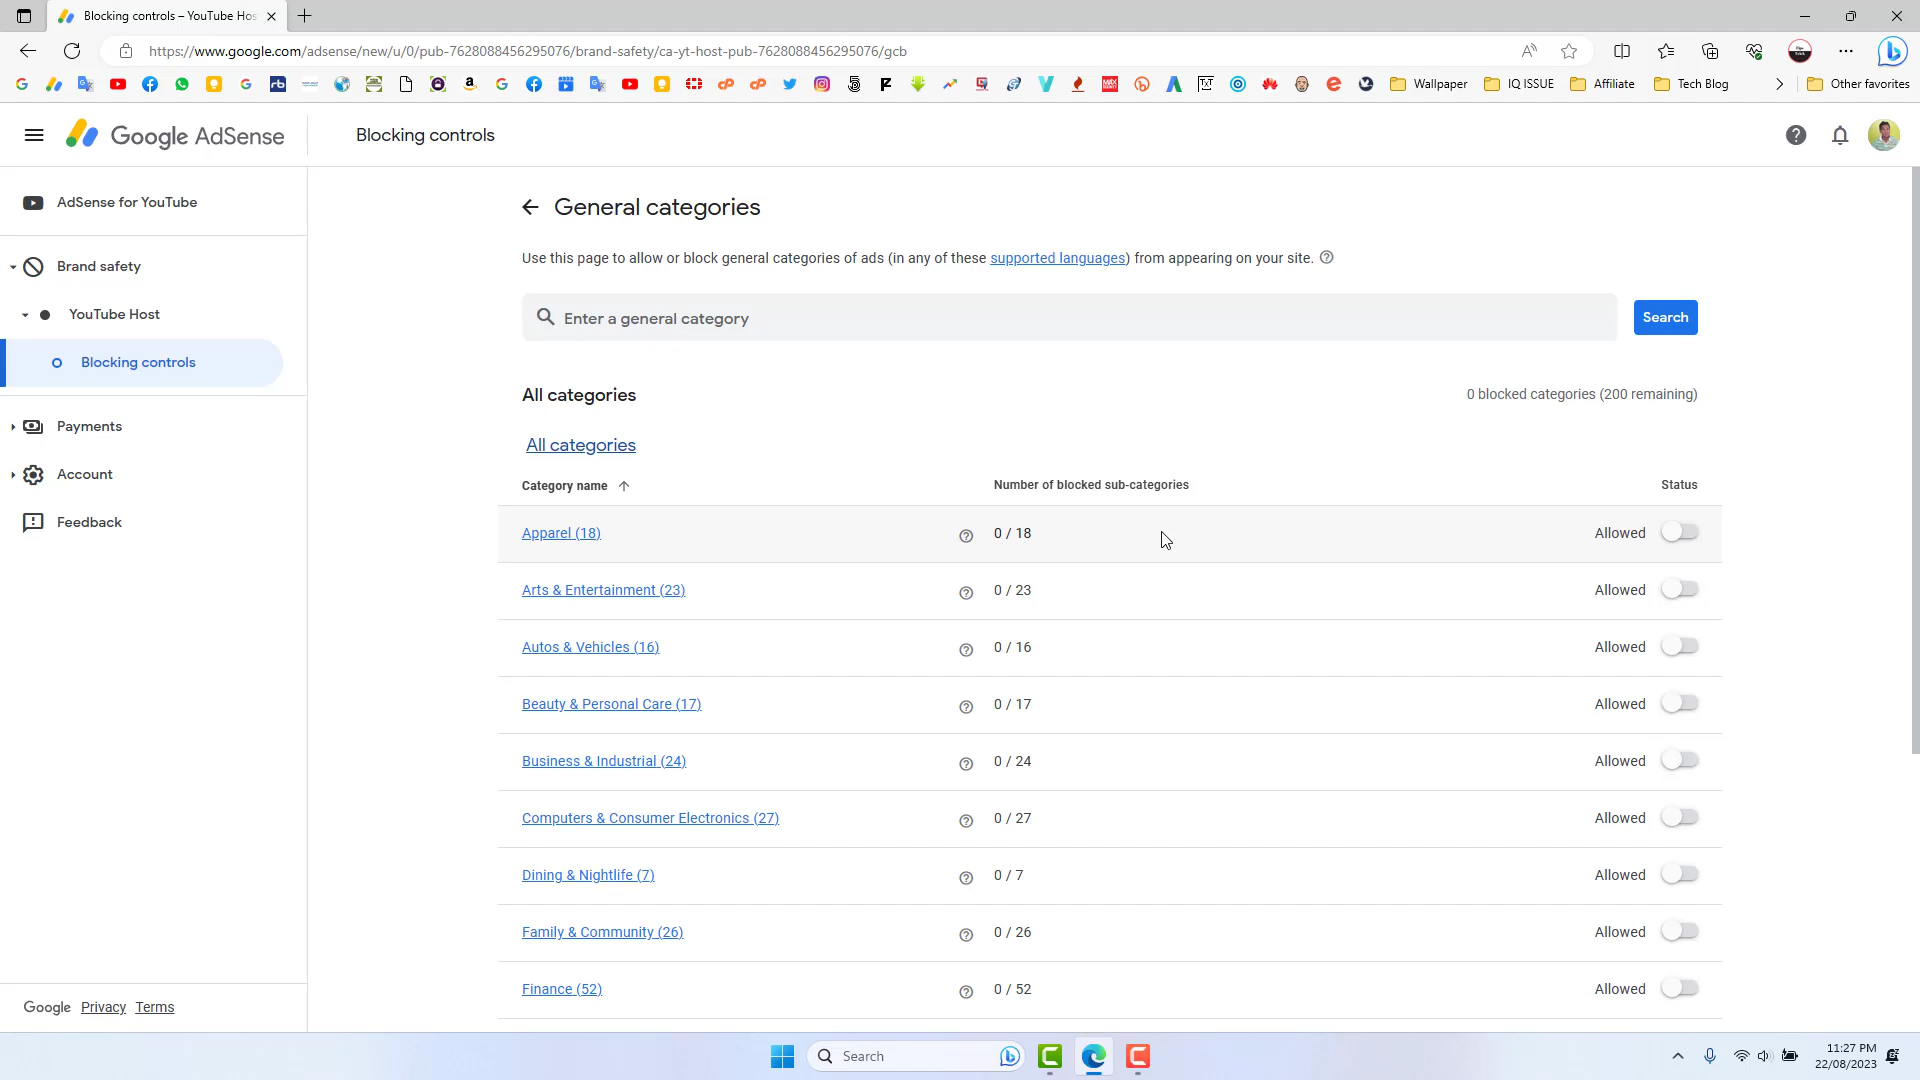 Blocking controls – YouTube Hos
https://www.google.com/adsense/new/u/0/pub-7628088456295076/brand-safety/ca-yt-host-pub-7628088456295076/gcb
Wallpaper
IQ ISSUE
Affiliate
Tech Blog
Other favorites
Google AdSense
Blocking controls
AdSense for YouTube
Brand safety
YouTube Host
Blocking controls
Payments
Account
Feedback
General categories
Use this page to allow or block general categories of ads (in any of these supported languages) from appearing on your site.
Enter a general category
Search
All categories
0 blocked categories (200 remaining)
All categories
Category name Number of blocked sub-categories Status
Apparel (18) 0 / 18 Allowed
Arts & Entertainment (23) 0 / 23 Allowed
Autos & Vehicles (16) 0 / 16 Allowed
Beauty & Personal Care (17) 0 / 17 Allowed
Business & Industrial (24) 0 / 24 Allowed
Computers & Consumer Electronics (27) 0 / 27 Allowed
Dining & Nightlife (7) 0 / 7 Allowed
Family & Community (26) 0 / 26 Allowed
Finance (52) 0 / 52 Allowed
Google Privacy Terms
Search
11:27 PM
22/08/2023